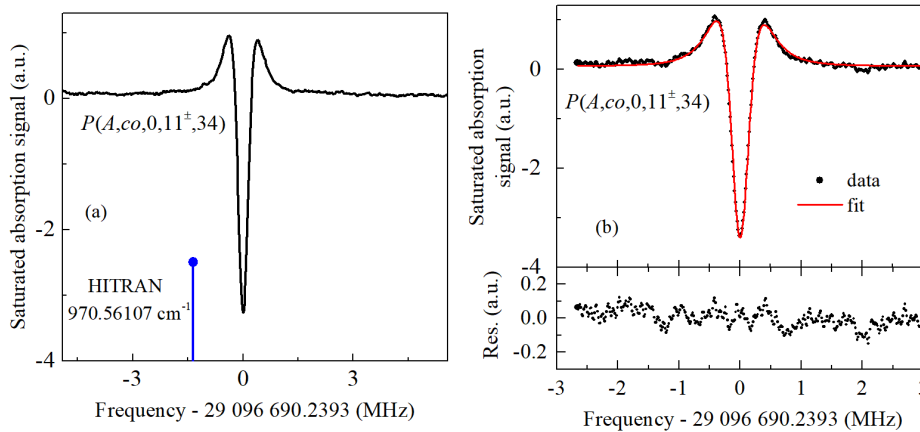 Saturated absorption signal (a.u.)
0
-2
-4
P(A,co,0,11±,34)
(a)
HITRAN
970.56107 cm-1
-3
0
3
Frequency - 29 096 690.2393 (MHz)
Saturated absorption
signal (a.u.)
0
-2
-4
P(A,co,0,11±,34)
data
fit
(b)
Res. (a.u.)
0.2
0.0
-0.2
-3
-2
-1
0
1
2
3
Frequency - 29 096 690.2393 (MHz)